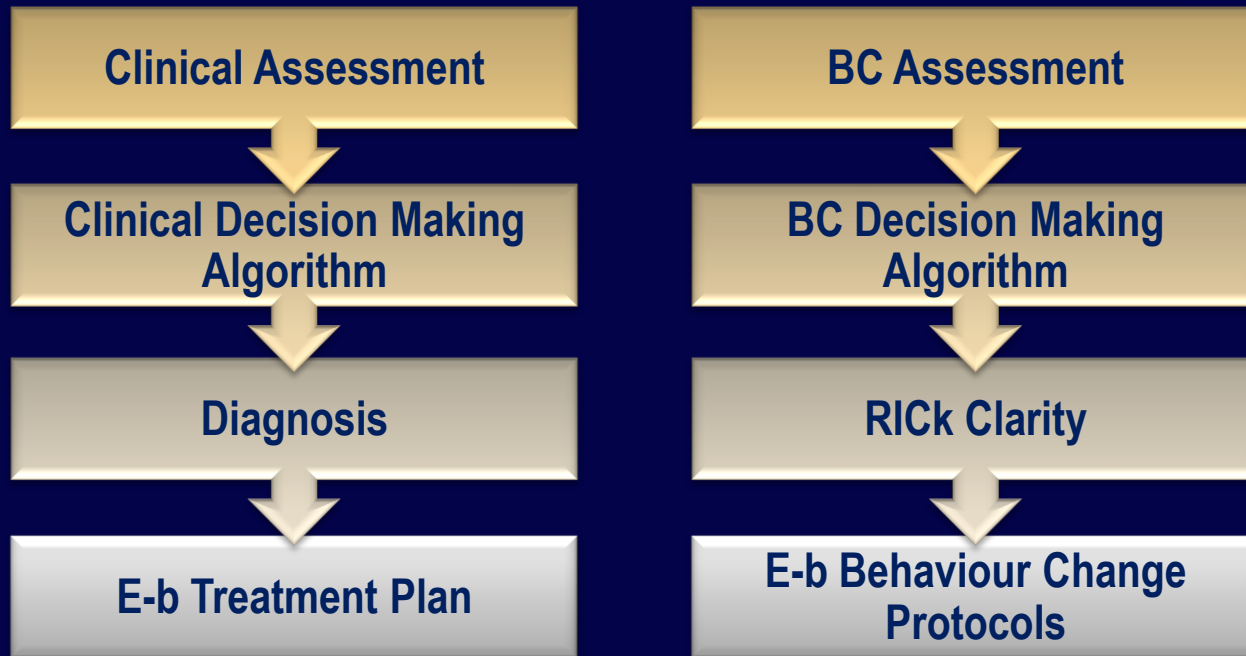 Clinical Assessment
Clinical Decision Making
Algorithm
Diagnosis
E-b Treatment Plan
BC Assessment
BC Decision Making
Algorithm
RICk Clarity
E-b Behaviour Change
Protocols